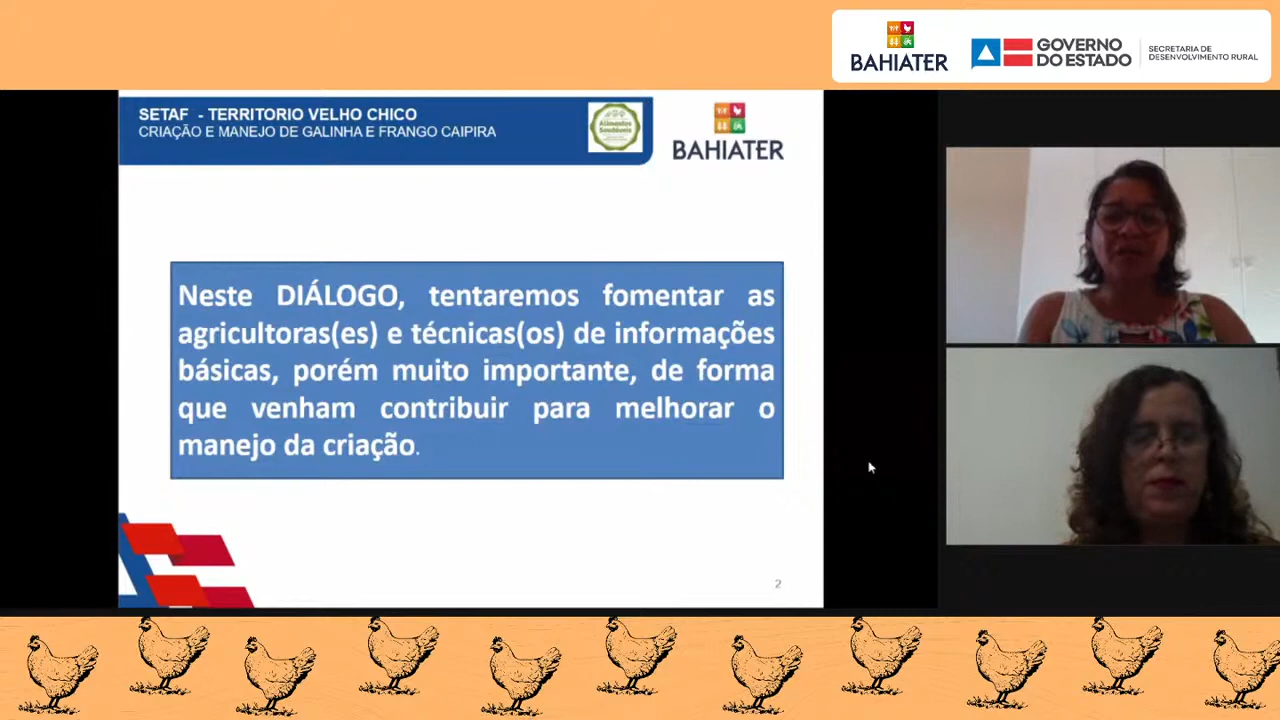 BAHIATER
GOVERNO
DO ESTADO
SECRETARIA DE
DESENVOLVIMENTO RURAL
SETAF - TERRITORIO VELHO CHICO
CRIAÇÃO E MANEJO DE GALINHA E FRANGO CAIPIRA
Alimentos
Saudáveis
BAHIATER
Neste DIÁLOGO, tentaremos fomentar as
agricultoras(es) e técnicas(os) de informações
básicas, porém muito importante, de forma
que venham contribuir para melhorar o
manejo da criação.
2